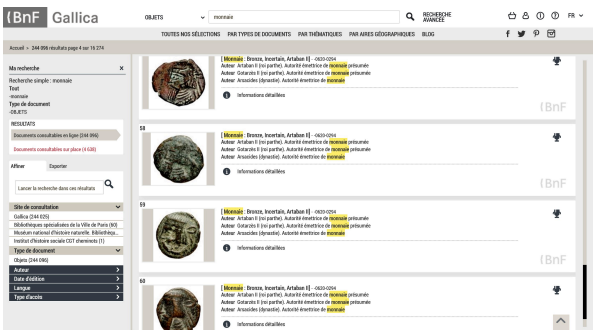 {BnF Gallica
OBJETS
monnaie
RECHERCHE AVANCÉE
FR
TOUTES NOS SÉLECTIONS PAR TYPES DE DOCUMENTS PAR THÉMATIQUES PAR AIRES GÉOGRAPHIQUES BLOG
Accueil > 244 096 résultats page 4 sur 16 274
Ma recherche x
Recherche simple : monnaie
Tout
-monnaie
Type de document
-OBJETS
RESULTATS
Documents consultables en ligne (244 096)
Documents consultables sur place (4 638)
Affiner Exporter
Lancer la recherche dans ces résultats
Site de consultation
Gallica (244 025)
Bibliothèques spécialisées de la Ville de Paris (60)
Muséum national d'histoire naturelle. Bibliothèqu...
Institut d'histoire sociale CGT cheminots (1)
Type de document
Objets (244 096)
Auteur
Date d'édition
Langue
Type d'accès
[Monnaie : Bronze, Incertain, Artaban II] - -0620-0294
Auteur Artaban II (roi parthe). Autorité émettrice de monnaie présumée
Auteur Gotarzès II (roi parthe). Autorité émettrice de monnaie présumée
Auteur Arsacides (dynastie). Autorité émettrice de monnaie
Informations détaillées
{BnF
58
[Monnaie : Bronze, Incertain, Artaban II] - -0620-0294
Auteur Artaban II (roi parthe). Autorité émettrice de monnaie présumée
Auteur Gotarzès II (roi parthe). Autorité émettrice de monnaie présumée
Auteur Arsacides (dynastie). Autorité émettrice de monnaie
Informations détaillées
{BnF
59
[Monnaie : Bronze, Incertain, Artaban II] - -0620-0294
Auteur Artaban II (roi parthe). Autorité émettrice de monnaie présumée
Auteur Gotarzès II (roi parthe). Autorité émettrice de monnaie présumée
Auteur Arsacides (dynastie). Autorité émettrice de monnaie
Informations détaillées
{BnF
60
[Monnaie : Bronze, Incertain, Artaban II] - -0620-0294
Auteur Artaban II (roi parthe). Autorité émettrice de monnaie présumée
Auteur Gotarzès II (roi parthe). Autorité émettrice de monnaie présumée
Auteur Arsacides (dynastie). Autorité émettrice de monnaie
Informations détaillées